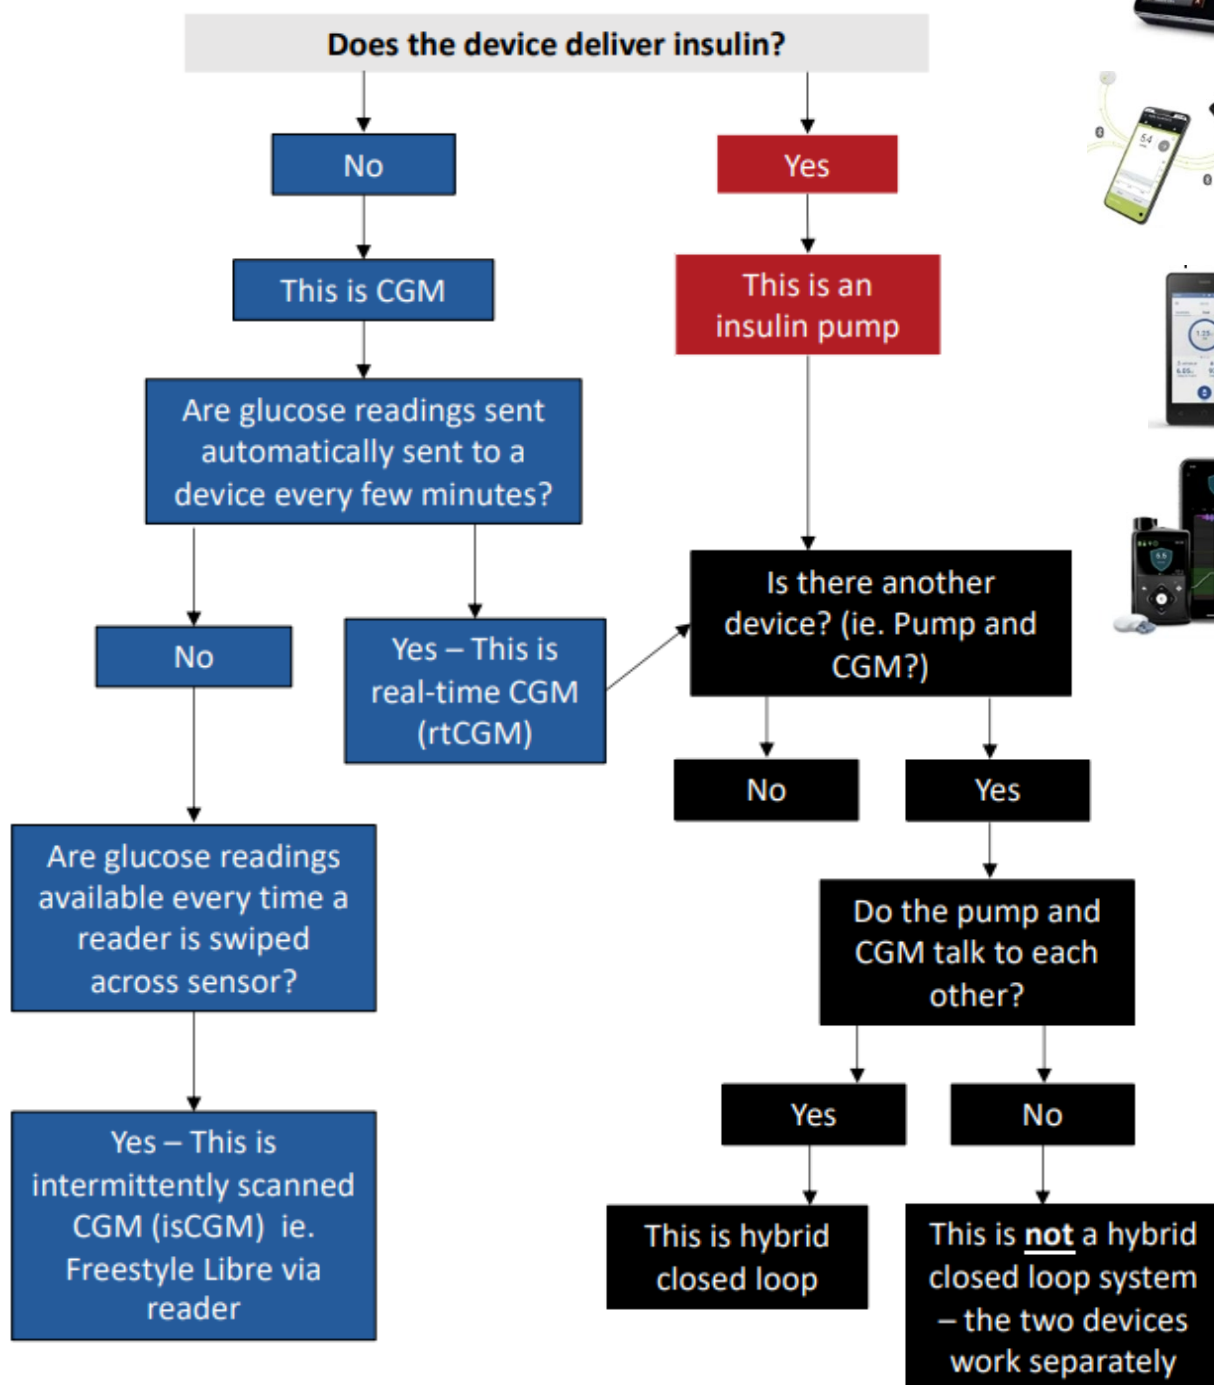 Does the device deliver insulin?
No
Yes
This is CGM
This is an
insulin pump
Are glucose readings sent
automatically sent to a
device every few minutes?
Is there another
device? (ie. Pump and
CGM?)
No
Yes – This is
real-time CGM
(rtCGM)
No
Yes
Are glucose readings
available every time a
reader is swiped
across sensor?
Do the pump and
CGM talk to each
other?
Yes
No
Yes – This is
intermittently scanned
CGM (isCGM) ie.
Freestyle Libre via
reader
This is hybrid
closed loop
This is not a hybrid
closed loop system
– the two devices
work separately